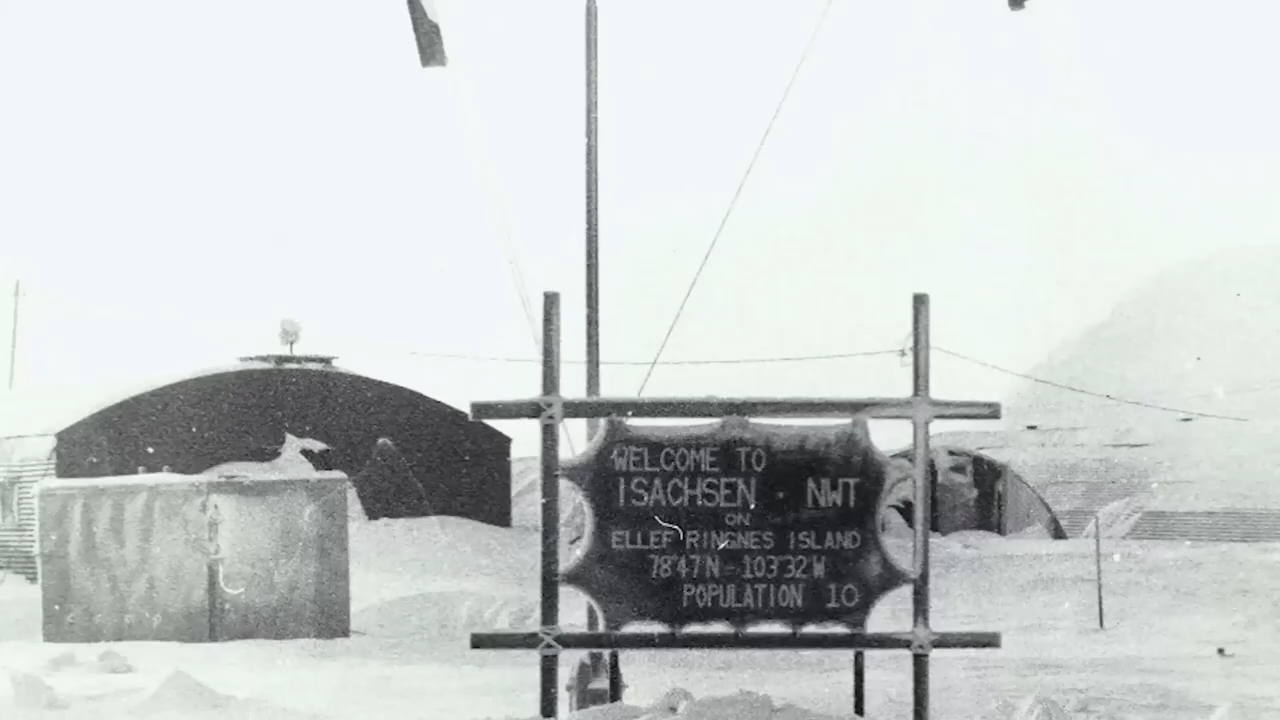 WELCOME TO
ISACHSEN · NWT
ON
ELLEF RINGNES ISLAND
78°47'N - 103°32'W
POPULATION 10